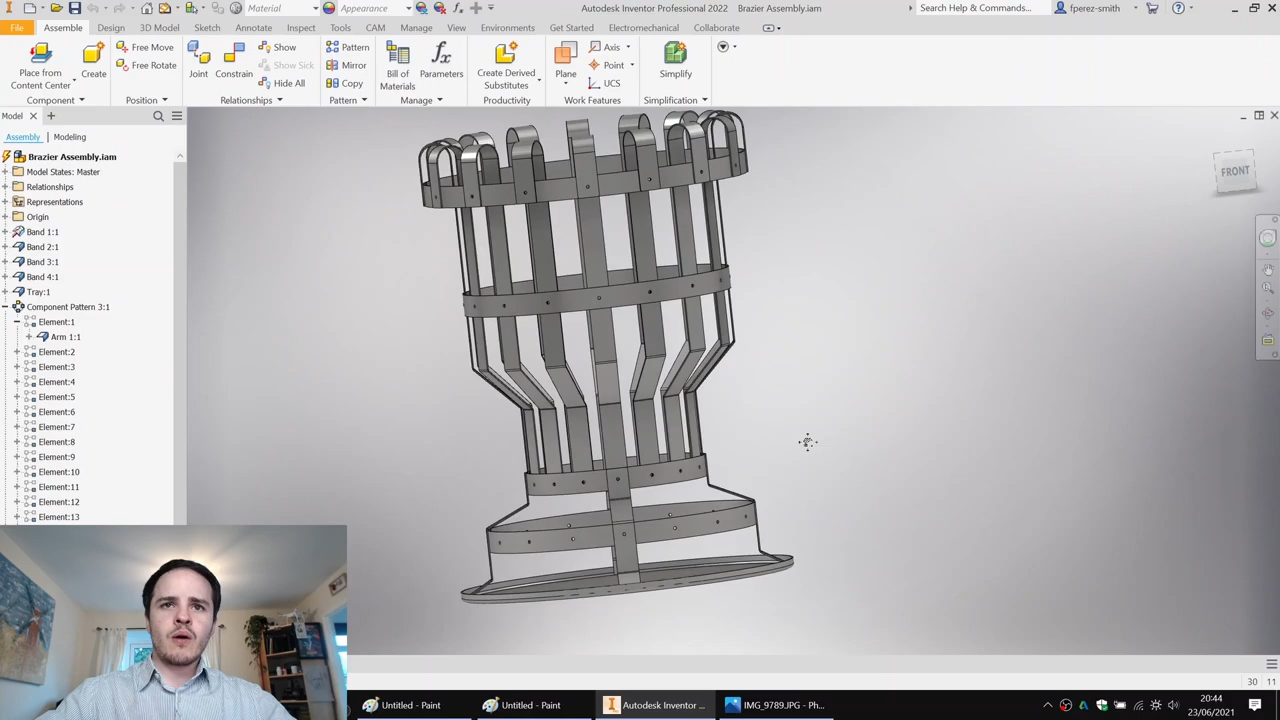 Material
Appearance
Autodesk Inventor Professional 2022 Brazier Assembly.iam
Search Help & Commands...
fperez-smith
File
Assemble
Design
3D Model
Sketch
Annotate
Inspect
Tools
CAM
Manage
View
Environments
Get Started
Electromechanical
Collaborate
Place from
Content Center
Create
Component
Free Move
Free Rotate
Position
Joint
Constrain
Show
Show Sick
Hide All
Relationships
Pattern
Mirror
Copy
Pattern
Bill of
Materials
Parameters
Manage
Create Derived
Substitutes
Productivity
Plane
Axis
Point
UCS
Work Features
Simplify
Simplification
Model
Assembly
Modeling
Brazier Assembly.iam
Model States: Master
Relationships
Representations
Origin
Band 1:1
Band 2:1
Band 3:1
Band 4:1
Tray:1
Component Pattern 3:1
Element:1
Arm 1:1
Element:2
Element:3
Element:4
Element:5
Element:6
Element:7
Element:8
Element:9
Element:10
Element:11
Element:12
Element:13
FRONT
30 11
Untitled - Paint
Untitled - Paint
Autodesk Inventor ...
IMG_9789.JPG - Ph...
20:44
23/06/2021